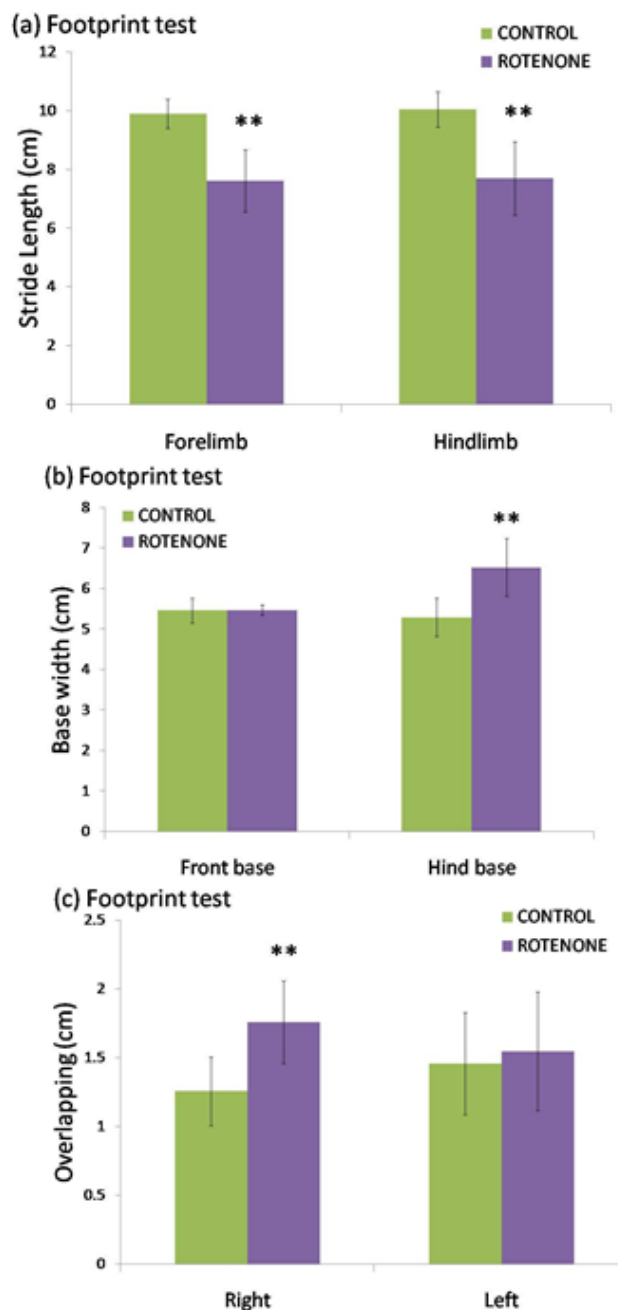 (a) Footprint test
CONTROL
ROTENONE
12
10
8
6
4
2
0
Stride Length (cm)
**
**
Forelimb
Hindlimb
(b) Footprint test
CONTROL
ROTENONE
8
7
6
5
4
3
2
1
0
Base width (cm)
**
Front base
Hind base
(c) Footprint test
CONTROL
ROTENONE
2.5
2
1.5
1
0.5
0
Overlapping (cm)
**
Right
Left